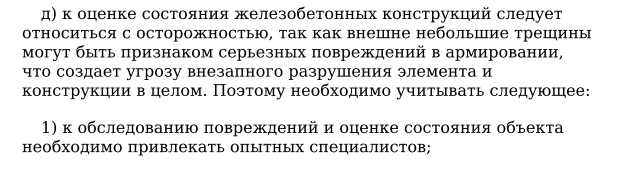 д) к оценке состояния железобетонных конструкций следует
относиться с осторожностью, так как внешне небольшие трещины
могут быть признаком серьезных повреждений в армировании,
что создает угрозу внезапного разрушения элемента и
конструкции в целом. Поэтому необходимо учитывать следующее:
1) к обследованию повреждений и оценке состояния объекта
необходимо привлекать опытных специалистов;